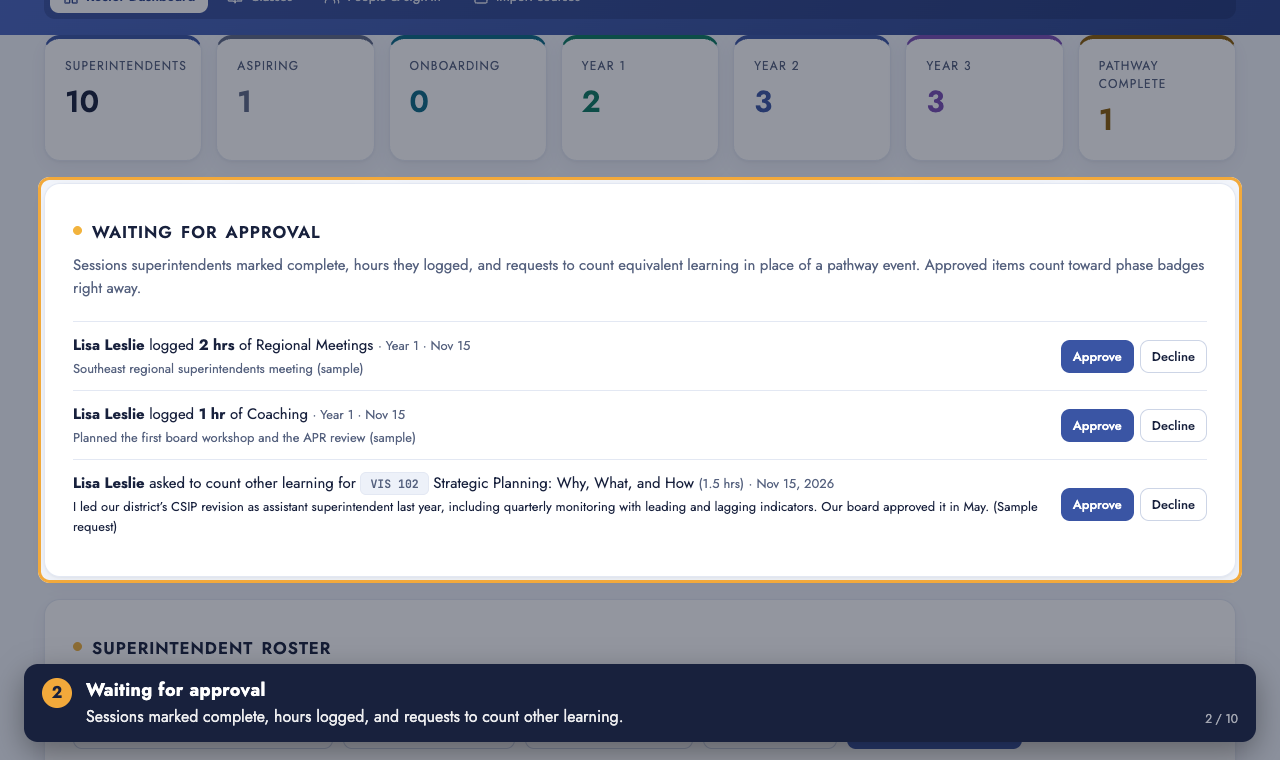 SUPERINTENDENTS
10
ASPIRING
1
ONBOARDING
0
YEAR 1
2
YEAR 2
3
YEAR 3
3
PATHWAY
COMPLETE
1
WAITING FOR APPROVAL
Sessions superintendents marked complete, hours they logged, and requests to count equivalent learning in place of a pathway event. Approved items count toward phase badges
right away.
Lisa Leslie logged 2 hrs of Regional Meetings · Year 1 · Nov 15
Southeast regional superintendents meeting (sample)
Approve Decline
Lisa Leslie logged 1 hr of Coaching · Year 1 · Nov 15
Planned the first board workshop and the APR review (sample)
Approve Decline
Lisa Leslie asked to count other learning for VIS 102 Strategic Planning: Why, What, and How (1.5 hrs) · Nov 15, 2026
I led our district’s CSIP revision as assistant superintendent last year, including quarterly monitoring with leading and lagging indicators. Our board approved it in May. (Sample
request)
Approve Decline
SUPERINTENDENT ROSTER
2 Waiting for approval
Sessions marked complete, hours logged, and requests to count other learning.
2 / 10